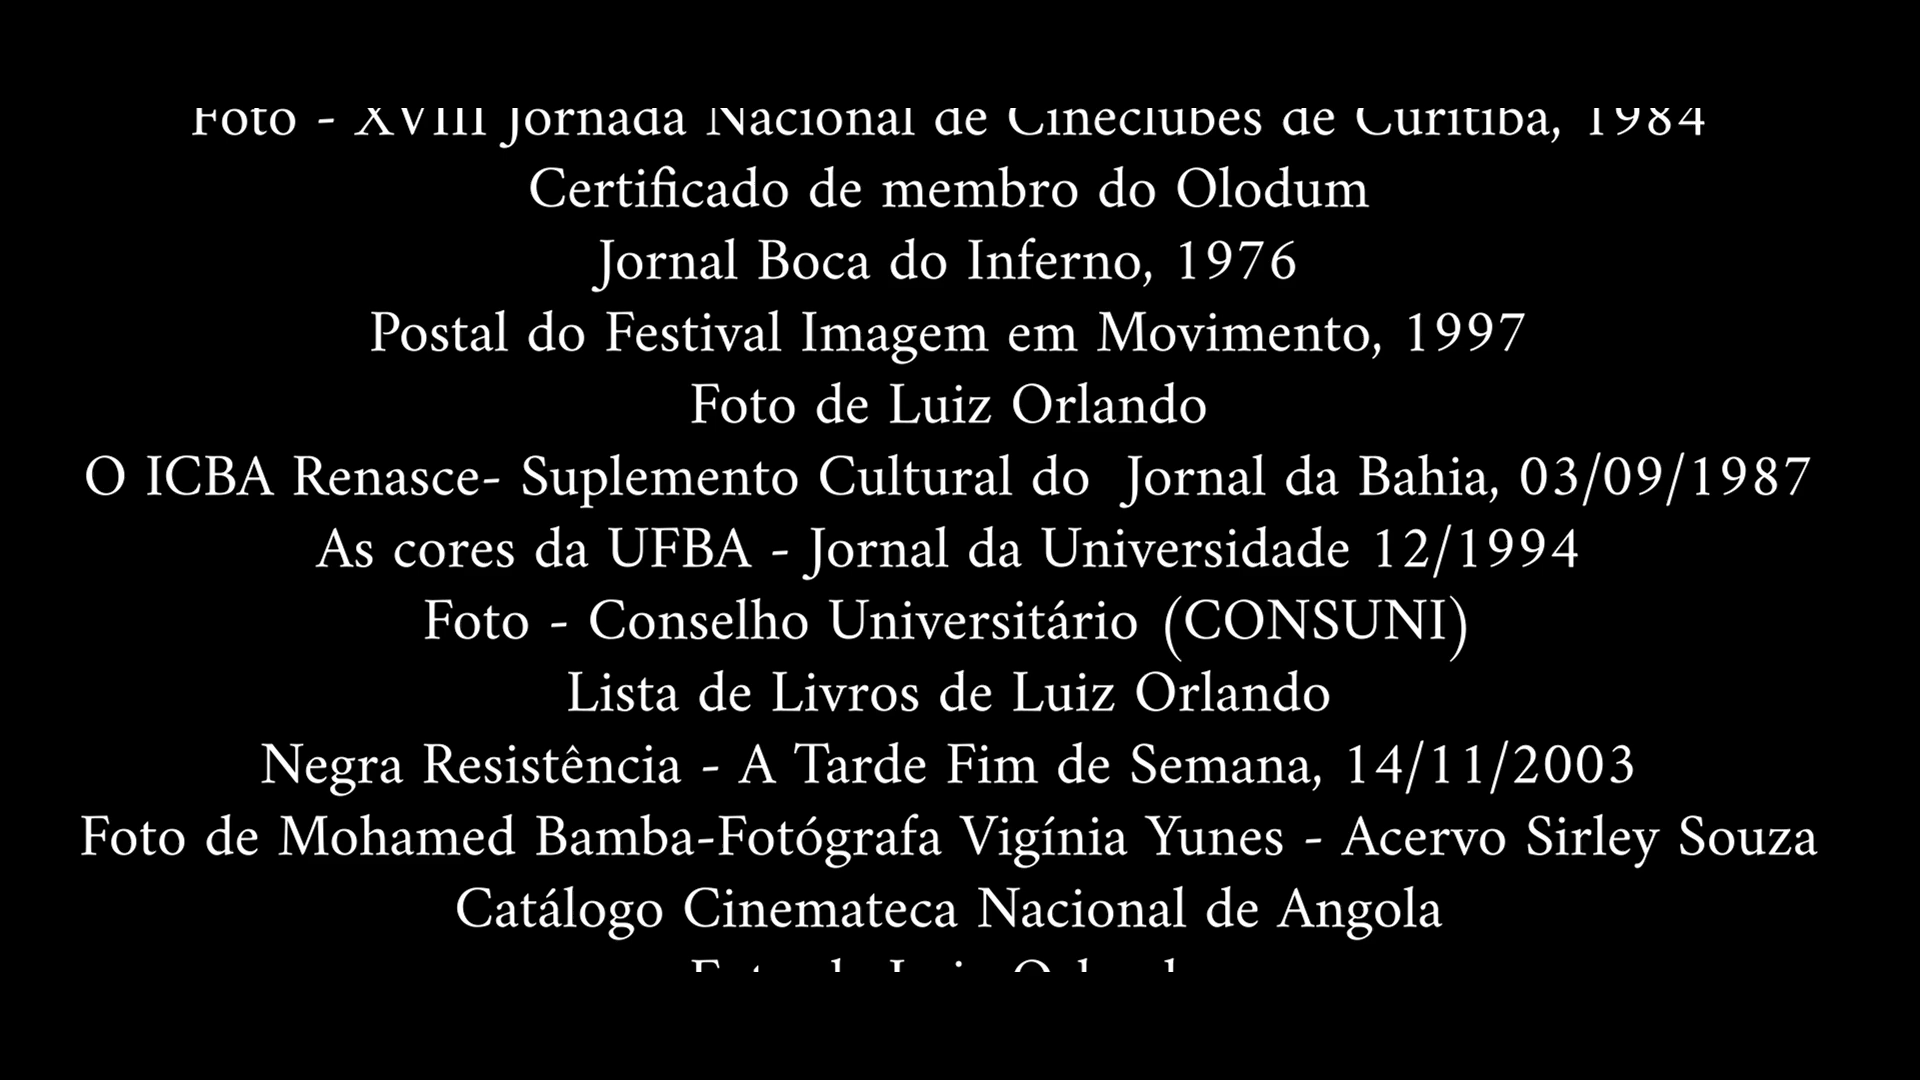 Foto - XVIII Jornada Nacional de Cineclubes de Curitiba, 1984
Certificado de membro do Olodum
Jornal Boca do Inferno, 1976
Postal do Festival Imagem em Movimento, 1997
Foto de Luiz Orlando
O ICBA Renasce- Suplemento Cultural do  Jornal da Bahia, 03/09/1987
As cores da UFBA - Jornal da Universidade 12/1994
Foto - Conselho Universitário (CONSUNI)
Lista de Livros de Luiz Orlando
Negra Resistência - A Tarde Fim de Semana, 14/11/2003
Foto de Mohamed Bamba-Fotógrafa Vigínia Yunes - Acervo Sirley Souza
Catálogo Cinemateca Nacional de Angola